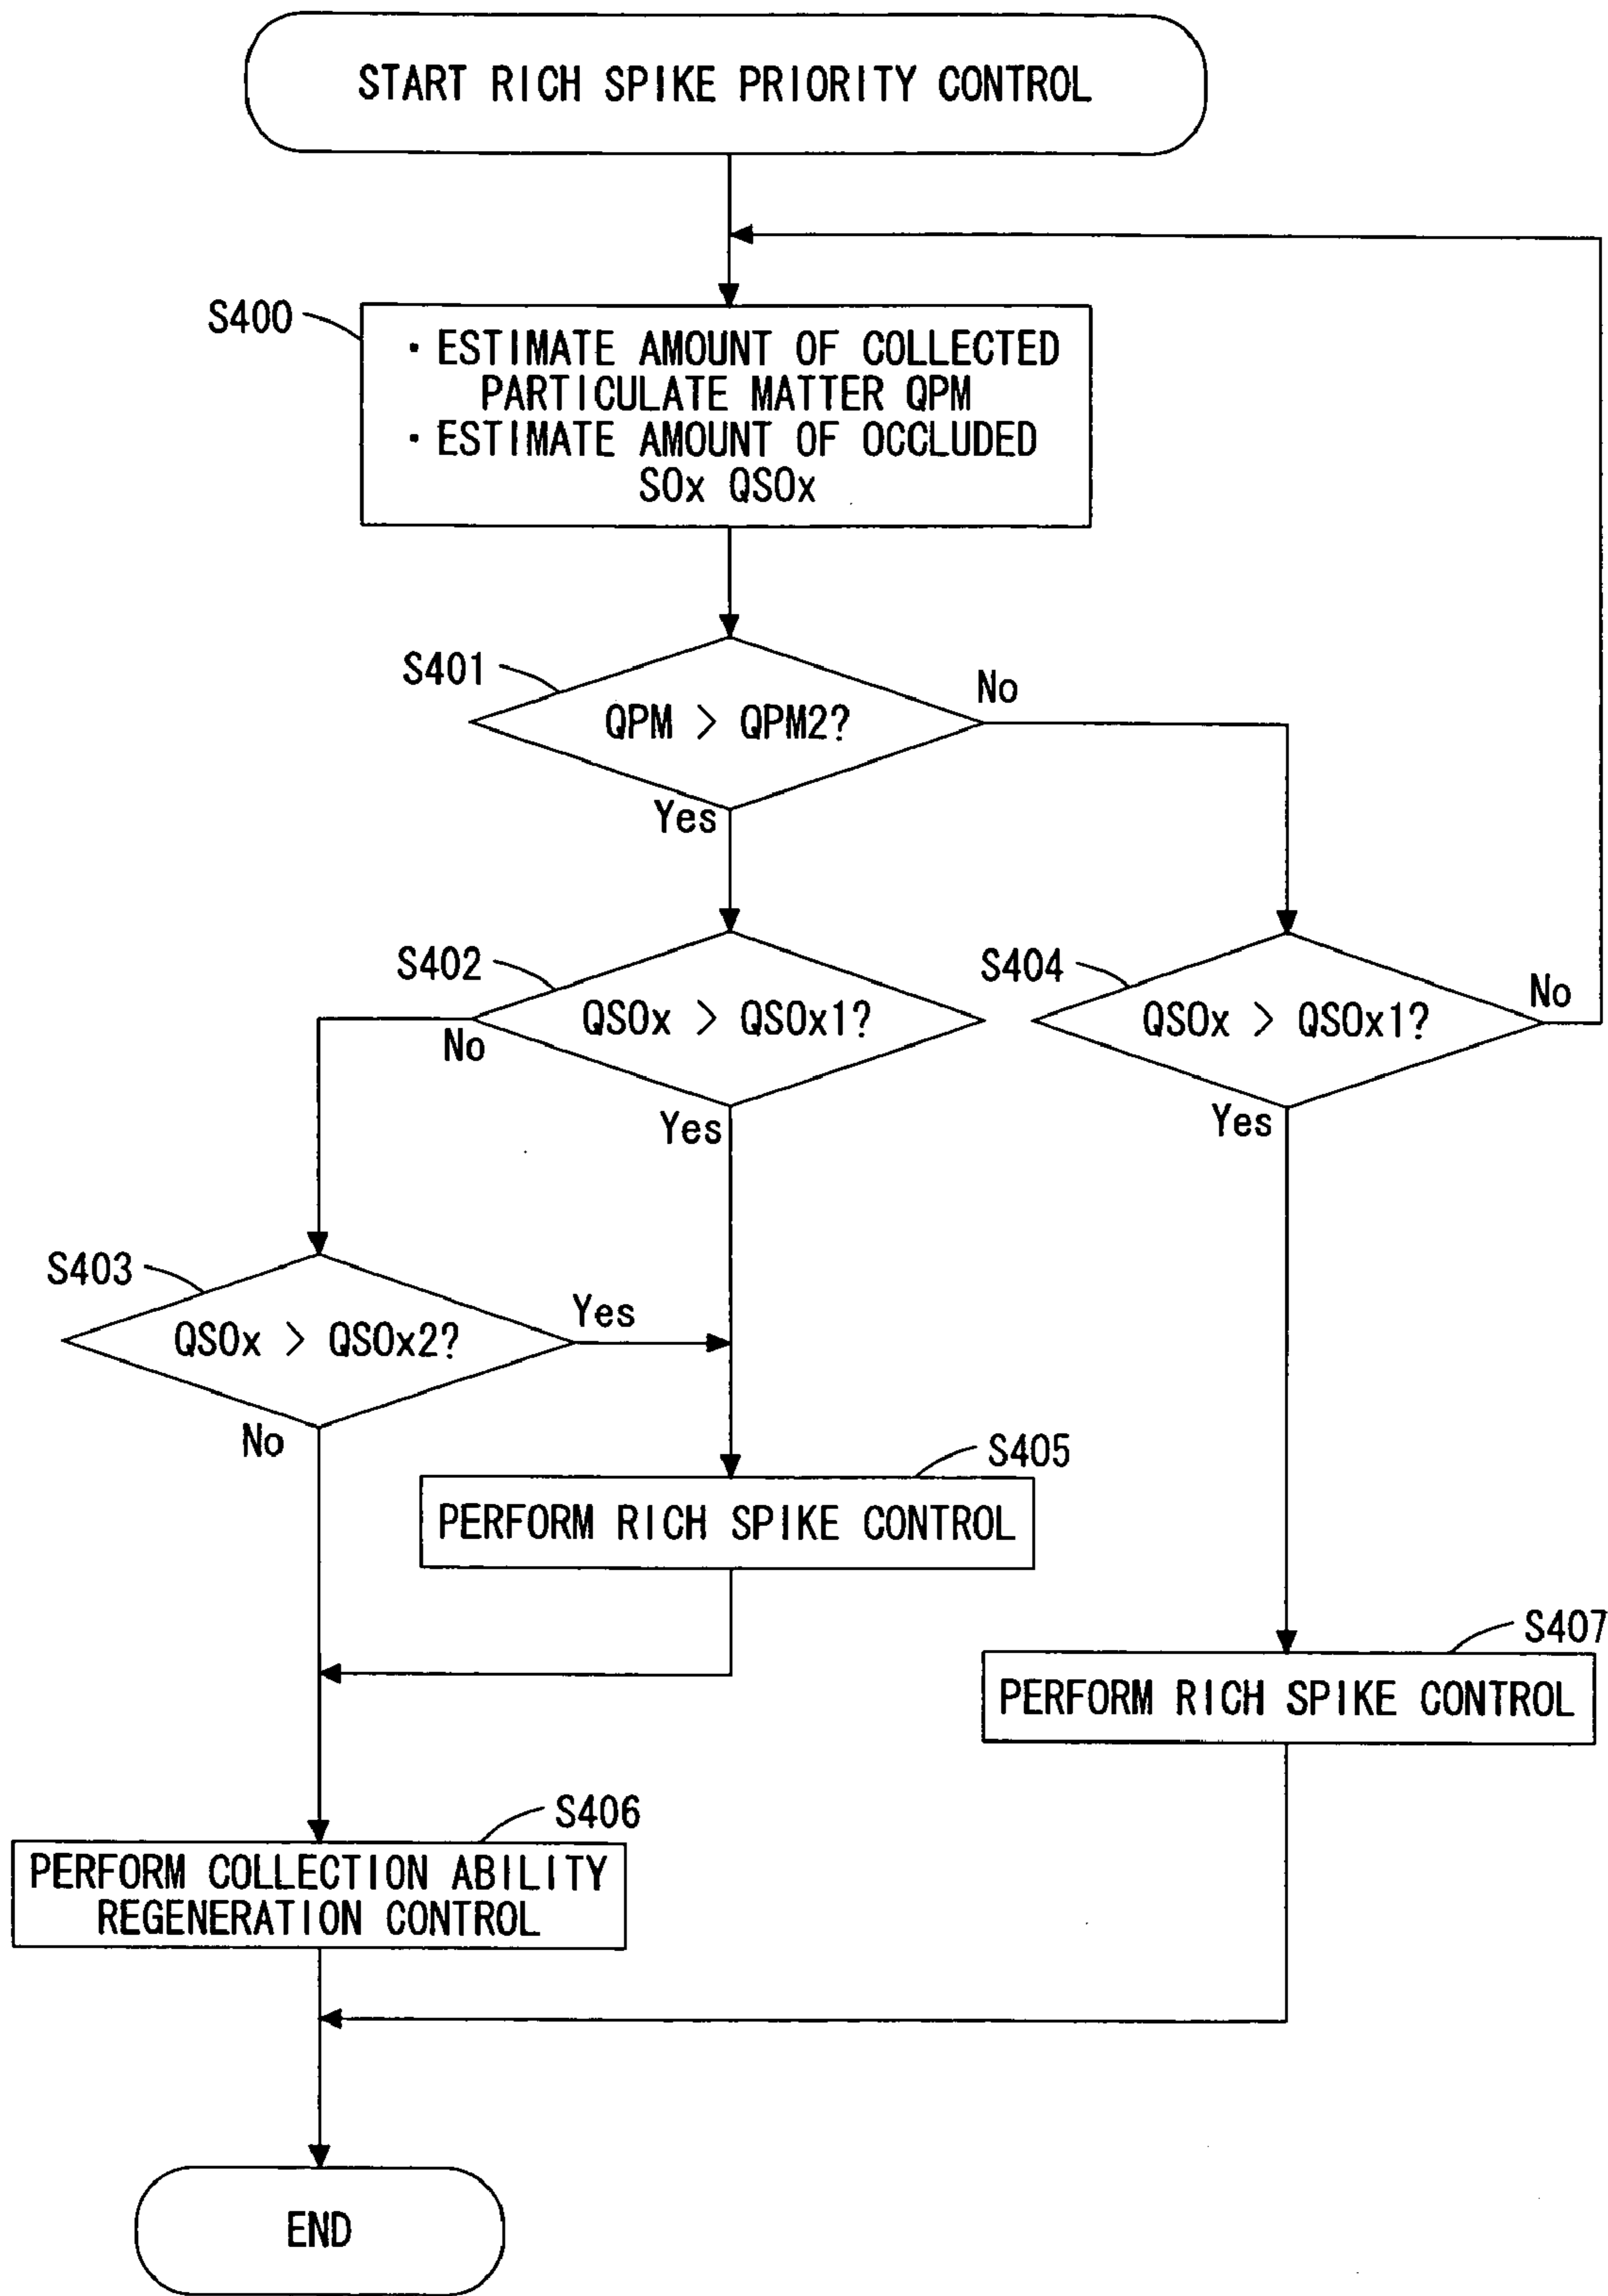 START RICH SPIKE PRIORITY CONTROL
S400
・ESTIMATE AMOUNT OF COLLECTED
PARTICULATE MATTER QPM
・ESTIMATE AMOUNT OF OCCLUDED
SOx QSOx
S401
QPM > QPM2?
No
Yes
S402
QSOx > QSOx1?
No
Yes
S404
QSOx > QSOx1?
No
Yes
S403
QSOx > QSOx2?
Yes
No
S405
PERFORM RICH SPIKE CONTROL
S407
PERFORM RICH SPIKE CONTROL
S406
PERFORM COLLECTION ABILITY
REGENERATION CONTROL
END